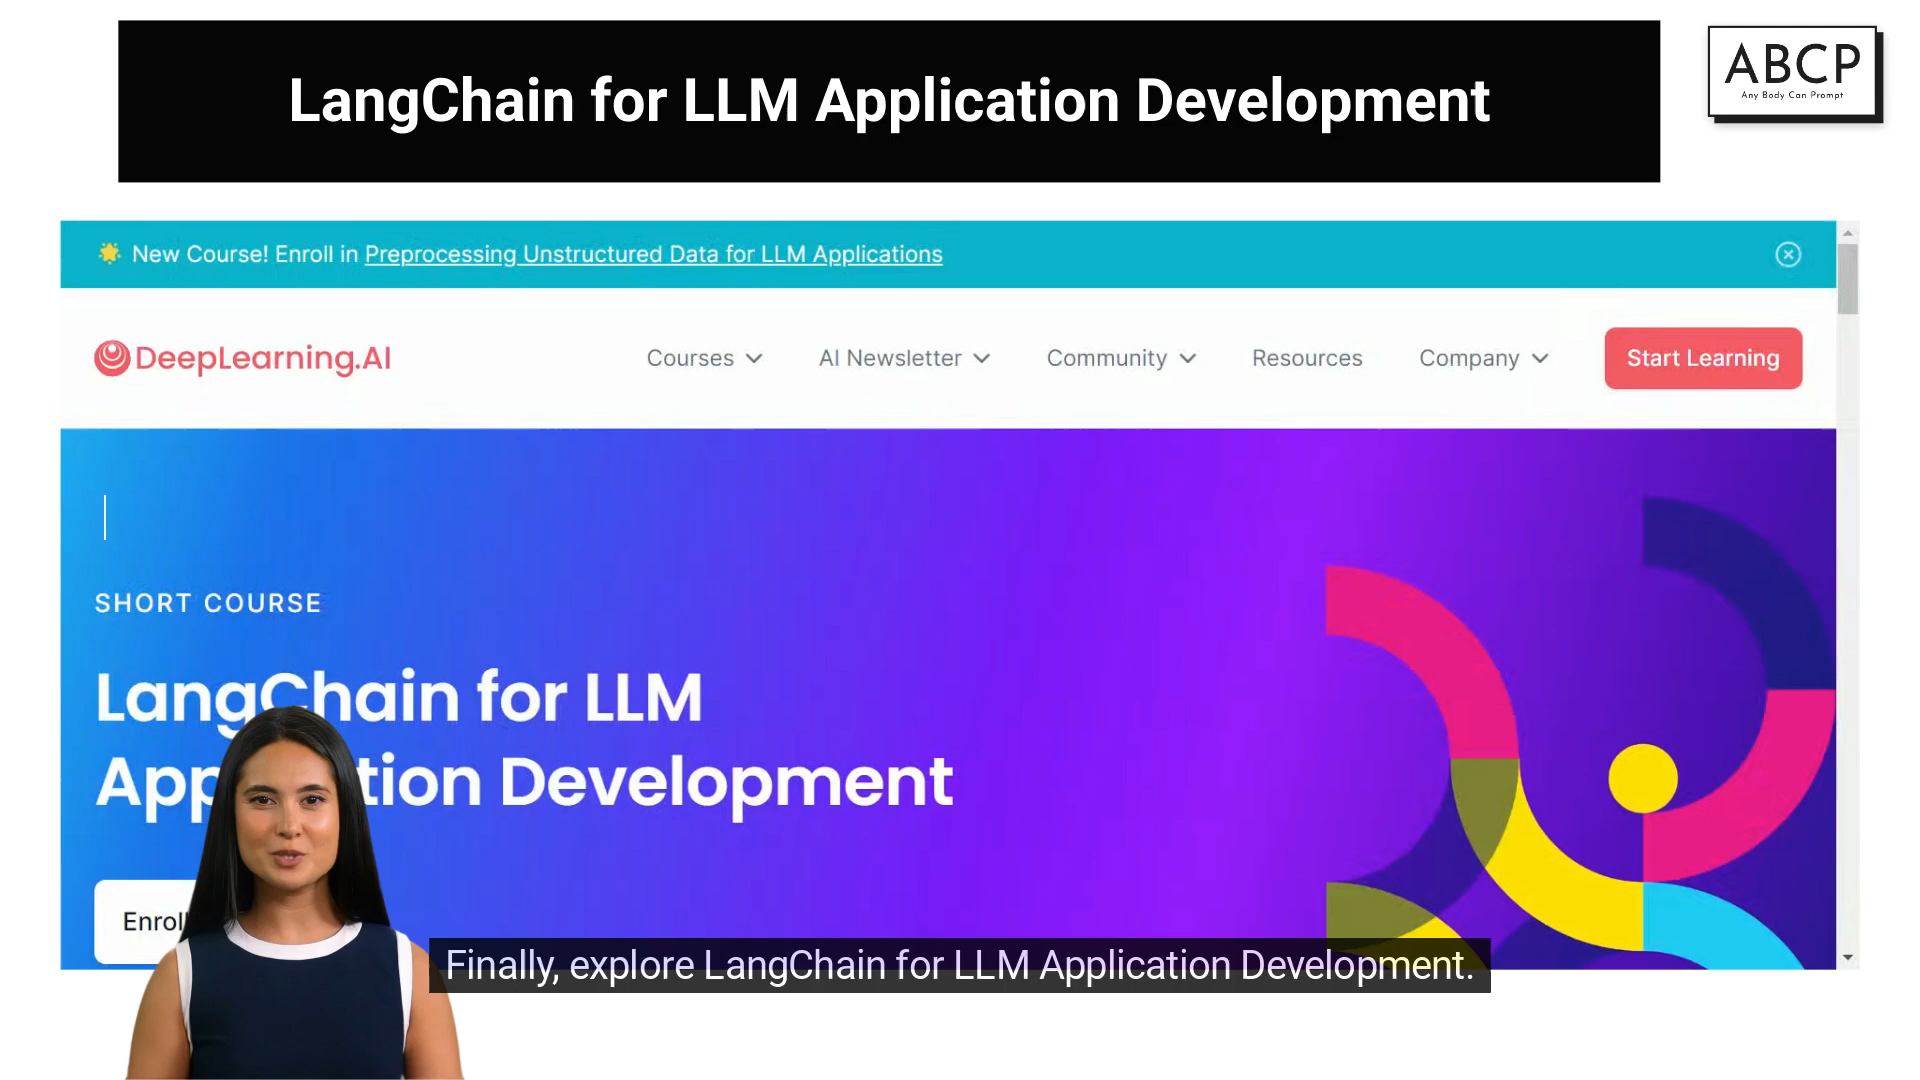 LangChain for LLM Application Development
ABCP
Any Body Can Prompt
New Course! Enroll in Preprocessing Unstructured Data for LLM Applications
DeepLearning.AI
Courses
AI Newsletter
Community
Resources
Company
Start Learning
SHORT COURSE
LangChain for LLM
App tion Development
Enroll
Finally, explore LangChain for LLM Application Development.